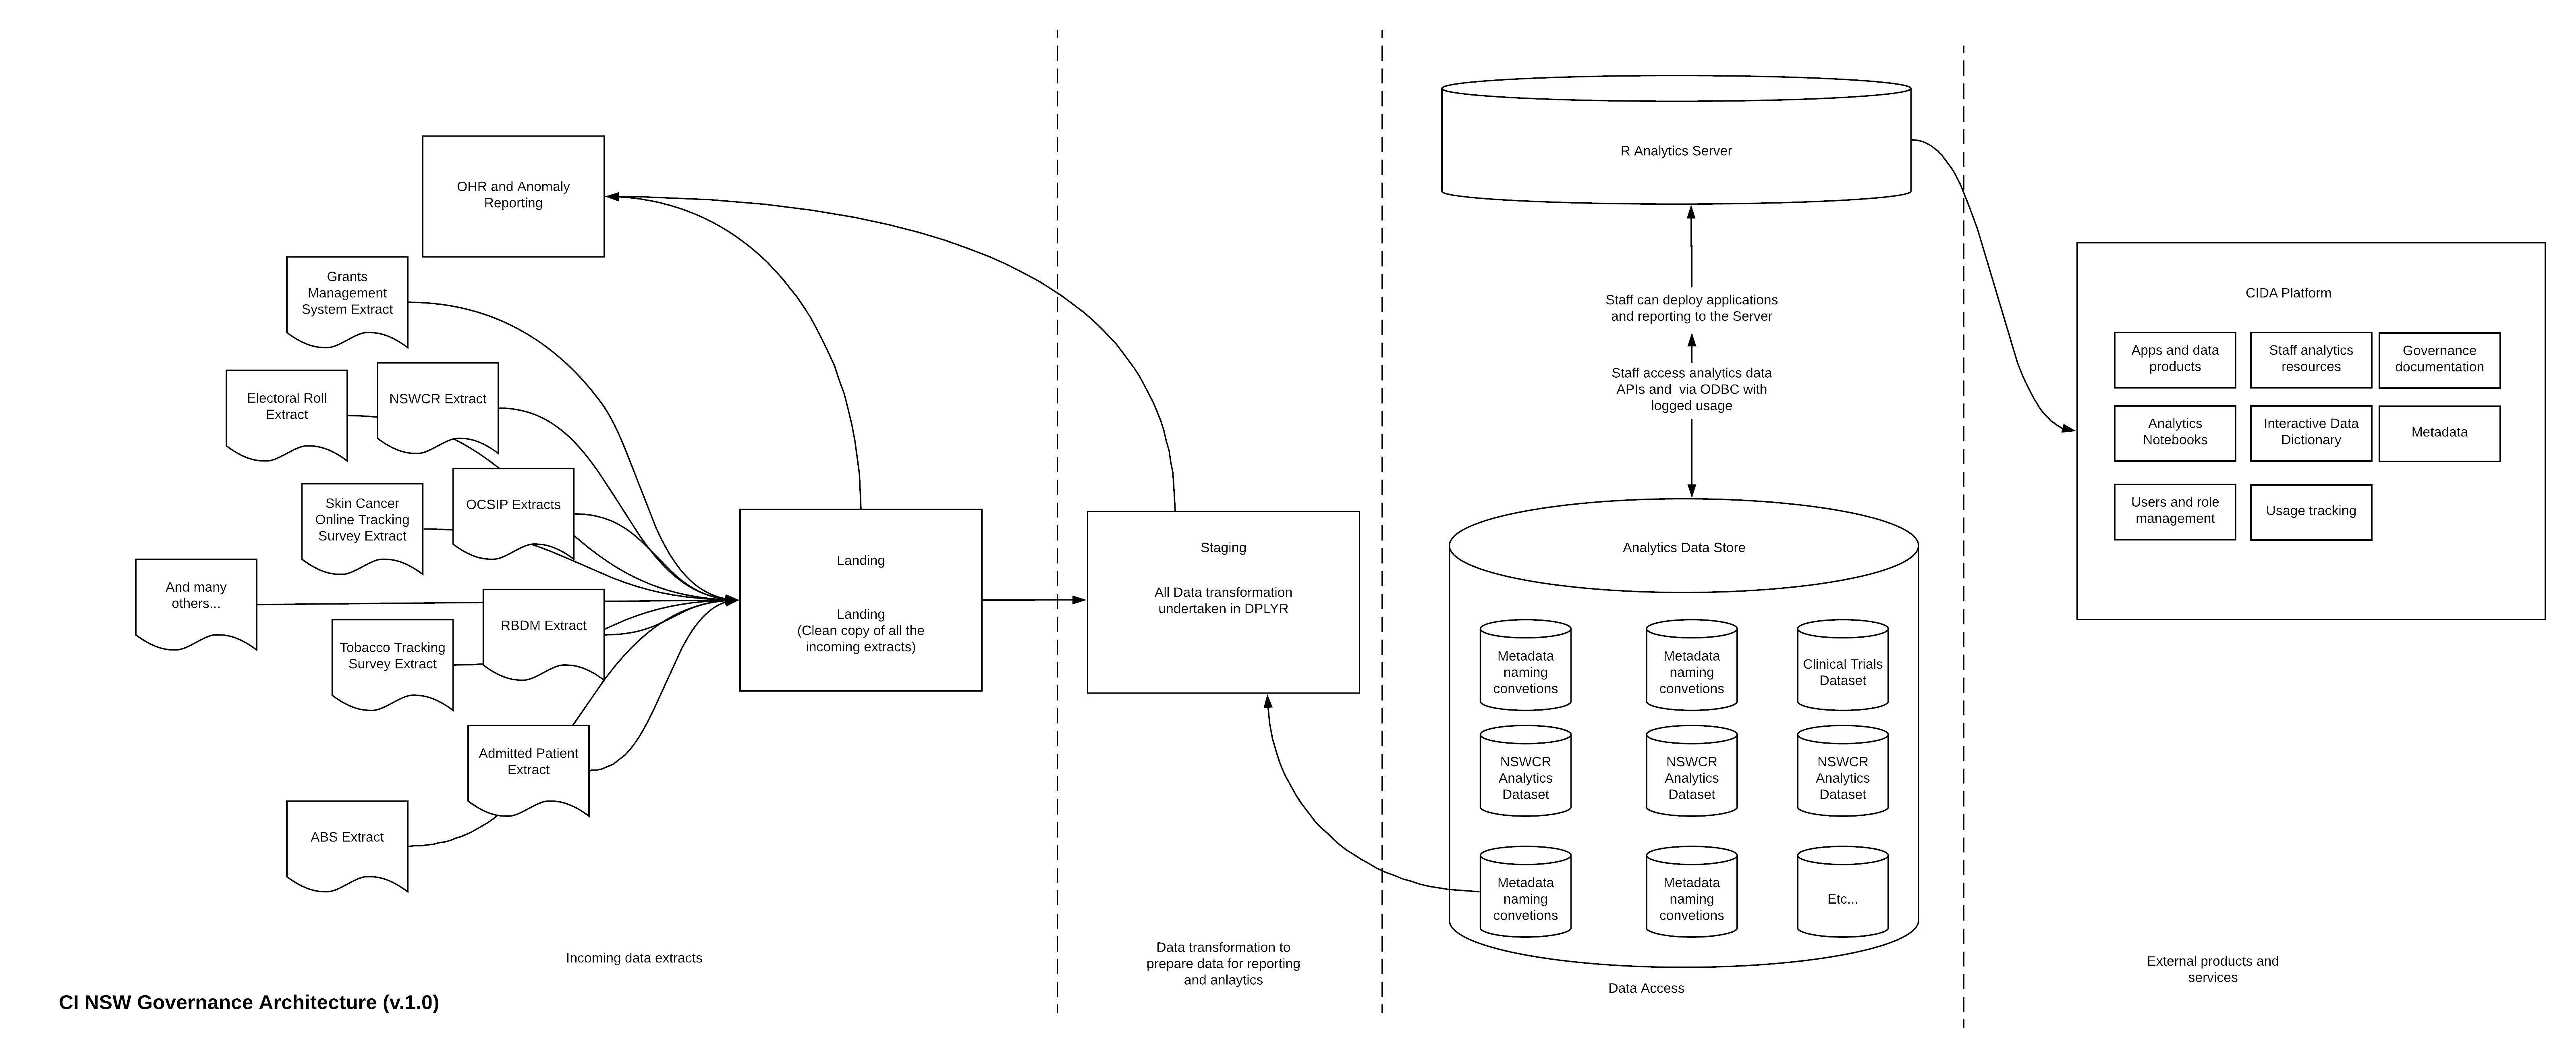 OHR and Anomaly
Reporting
Grants
Management
System Extract
Electoral Roll
Extract
NSWCR Extract
Skin Cancer
Online Tracking
Survey Extract
OCSIP Extracts
And many
others...
RBDM Extract
Tobacco Tracking
Survey Extract
Admitted Patient
Extract
ABS Extract
Landing
Landing
(Clean copy of all the
incoming extracts)
Incoming data extracts
CI NSW Governance Architecture (v.1.0)
Staging
All Data transformation
undertaken in DPLYR
Data transformation to
prepare data for reporting
and anlaytics
R Analytics Server
Staff can deploy applications
and reporting to the Server
Staff access analytics data
APIs and  via ODBC with
logged usage
Analytics Data Store
Metadata
naming
convetions
Metadata
naming
convetions
Clinical Trials
Dataset
NSWCR
Analytics
Dataset
NSWCR
Analytics
Dataset
NSWCR
Analytics
Dataset
Metadata
naming
convetions
Metadata
naming
convetions
Etc...
Data Access
CIDA Platform
Apps and data
products
Staff analytics
resources
Governance
documentation
Analytics
Notebooks
Interactive Data
Dictionary
Metadata
Users and role
management
Usage tracking
External products and
services